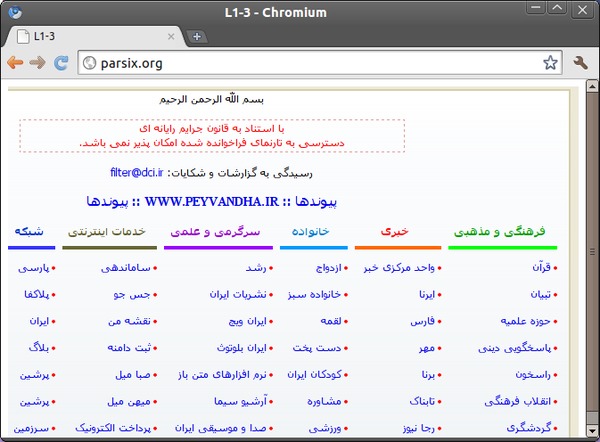 L1-3 - Chromium
L1-3
parsix.org
بسم الله الرحمن الرحیم
با استناد به قانون جرایم رایانه ای
دسترسی به تارنمای فراخوانده شده امکان پذیر نمی باشد.
رسیدگی به گزارشات و شکایات: filter@dci.ir
پیوندها :: WWW.PEYVANDHA.IR :: پیوندها
فرهنگی و مذهبی خبری خانواده سرگرمی و علمی خدمات اینترنتی شبکه
قرآن واحد مرکزی خبر ازدواج رشد ساماندهی پارسی
تبیان ایرنا خانواده سبز نشریات ایران جس جو پلاکفا
حوزه علمیه فارس لقمه ایران ویج نقشه من ایران
پاسخگویی دینی مهر دست پخت ایران بلوتوث ثبت دامنه بلاگ
راسخون برنا کودکان ایران نرم افزارهای متن باز صبا میل پرشین
انقلاب فرهنگی تابناک مشاوره آرشیو سیما میهن میل پرشین
گردشگری رجا نیوز ورزشی صدا و موسیقی ایران پرداخت الکترونیک سرزمین